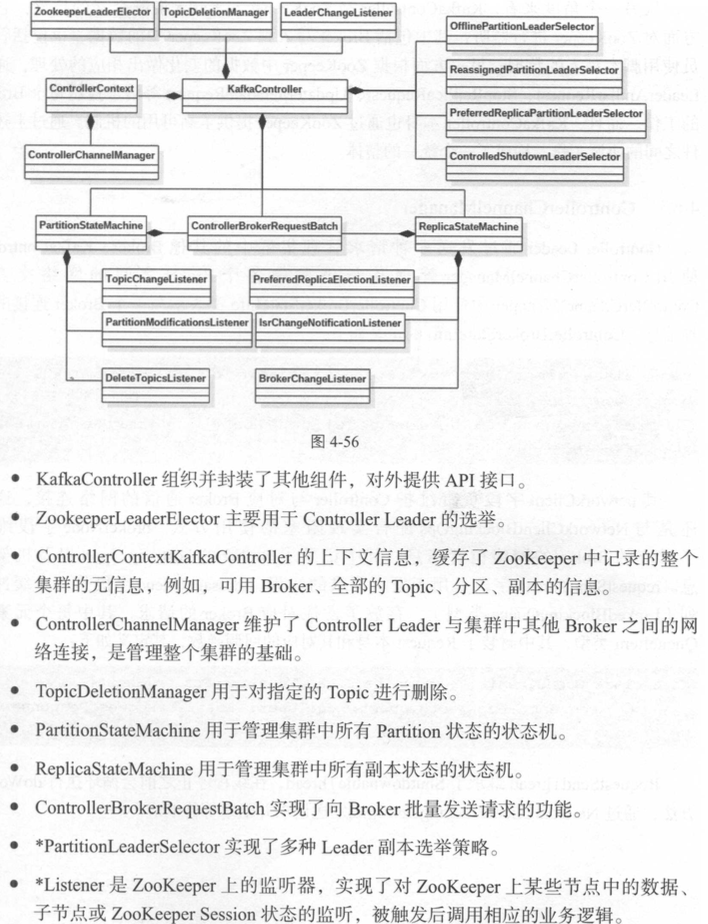 ZookeeperLeaderElector TopicDeletionManager LeaderChangeListener
OfflinePartitionLeaderSelector
ReassignedPartitionLeaderSelector
ControllerContext KafkaController
PreferredReplicaPartitionLeaderSelector
ControllerChannelManager ControlledShutdownLeaderSelector
PartitionStateMachine ControllerBrokerRequestBatch ReplicaStateMachine
TopicChangeListener PreferredReplicaElectionListener
PartitionModificationsListener IsrChangeNotificationListener
DeleteTopicsListener BrokerChangeListener
图 4-56
● KafkaController 组织并封装了其他组件，对外提供 API 接口。
● ZookeeperLeaderElector 主要用于 Controller Leader 的选举。
● ControllerContextKafkaController 的上下文信息，缓存了 ZooKeeper 中记录的整个
集群的元信息，例如，可用 Broker、全部的 Topic、分区、副本的信息。
● ControllerChannelManager 维护了 Controller Leader 与集群中其他 Broker 之间的网
络连接，是管理整个集群的基础。
● TopicDeletionManager 用于对指定的 Topic 进行删除。
● PartitionStateMachine 用于管理集群中所有 Partition 状态的状态机。
● ReplicaStateMachine 用于管理集群中所有副本状态的状态机。
● ControllerBrokerRequestBatch 实现了向 Broker 批量发送请求的功能。
● *PartitionLeaderSelector 实现了多种 Leader 副本选举策略。
● *Listener 是 ZooKeeper 上的监听器，实现了对 ZooKeeper 上某些节点中的数据、
子节点或 ZooKeeper Session 状态的监听，被触发后调用相应的业务逻辑。